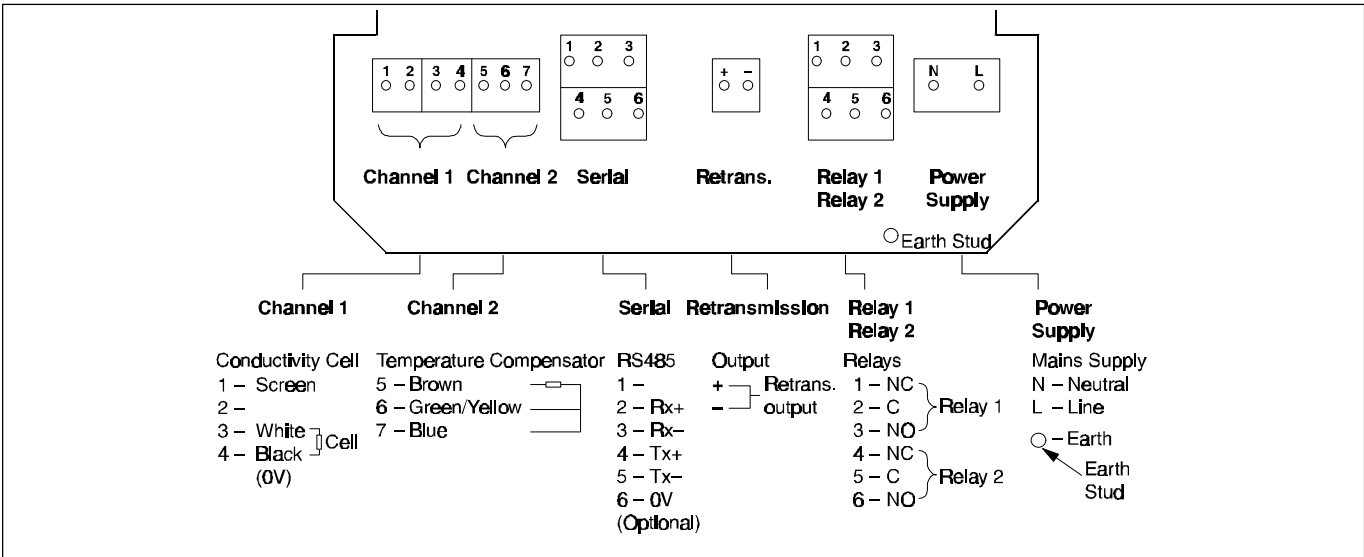 1 2 3 4 5 6 7
1 2 3
4 5 6
+ −
1 2 3
4 5 6
N L
Channel 1 Channel 2 Serial Retrans. Relay 1 Power
Relay 2 Supply
Earth Stud
Channel 1
Conductivity Cell
1 – Screen
2 –
3 – White
4 – Black
(0V)
Cell
Channel 2
Temperature Compensator
5 – Brown
6 – Green/Yellow
7 – Blue
Serial
RS485
1 –
2 – Rx+
3 – Rx–
4 – Tx+
5 – Tx–
6 – 0V
(Optional)
Retransmission
Output
+
−
Retrans.
output
Relay 1
Relay 2
Relays
1 – NC
2 – C
3 – NO
Relay 1
4 – NC
5 – C
6 – NO
Relay 2
Power
Supply
Mains Supply
N – Neutral
L – Line
– Earth
Earth
Stud